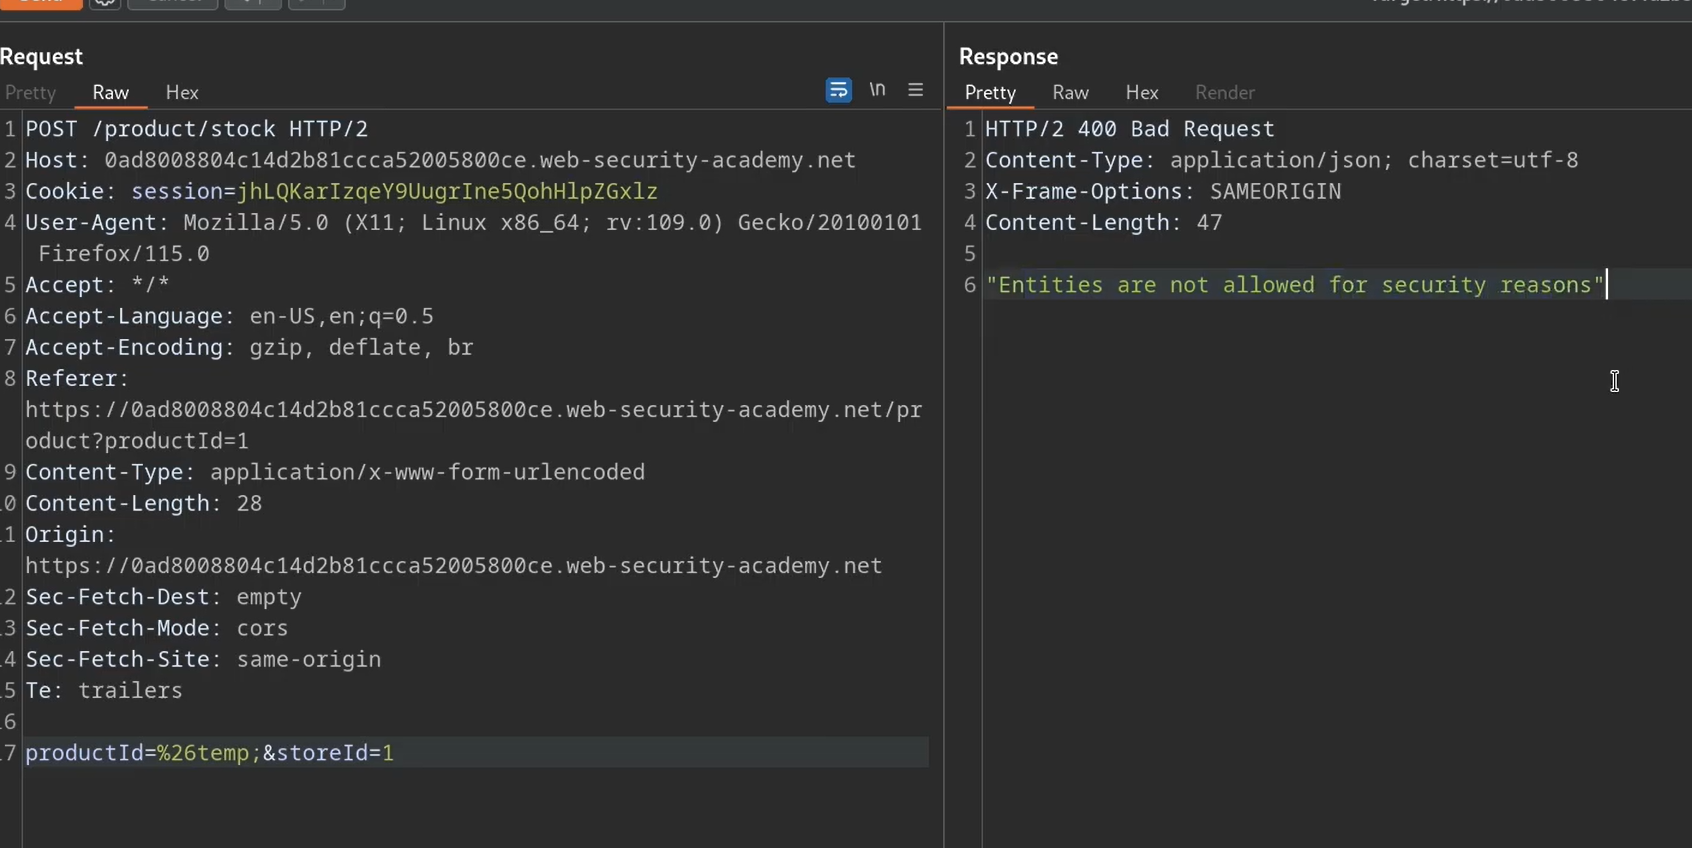 Request
Response
Pretty Raw Hex
\n
Pretty Raw Hex Render
1 POST /product/stock HTTP/2
2 Host: 0ad8008804c14d2b81ccca52005800ce.web-security-academy.net
3 Cookie: session=jhLQKarIzqeY9UugrIne5QohHlpZGxlz
4 User-Agent: Mozilla/5.0 (X11; Linux x86_64; rv:109.0) Gecko/20100101
Firefox/115.0
5 Accept: */*
6 Accept-Language: en-US,en;q=0.5
7 Accept-Encoding: gzip, deflate, br
8 Referer:
https://0ad8008804c14d2b81ccca52005800ce.web-security-academy.net/pr
oduct?productId=1
9 Content-Type: application/x-www-form-urlencoded
0 Content-Length: 28
1 Origin:
https://0ad8008804c14d2b81ccca52005800ce.web-security-academy.net
2 Sec-Fetch-Dest: empty
3 Sec-Fetch-Mode: cors
4 Sec-Fetch-Site: same-origin
5 Te: trailers
6
7 productId=%26temp;&storeId=1
1 HTTP/2 400 Bad Request
2 Content-Type: application/json; charset=utf-8
3 X-Frame-Options: SAMEORIGIN
4 Content-Length: 47
5
6 "Entities are not allowed for security reasons"